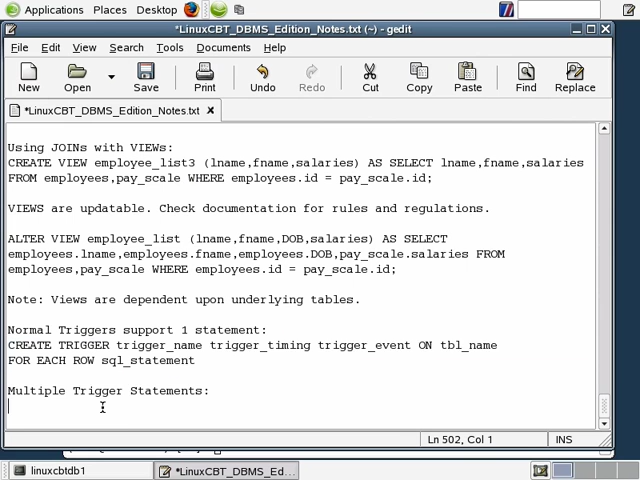 Applications Places Desktop
*LinuxCBT_DBMS_Edition_Notes.txt (~) - gedit
File Edit View Search Tools Documents Help
New Open Save Print Undo Redo Cut Copy Paste Find Replace
*LinuxCBT_DBMS_Edition_Notes.txt x
Using JOINs with VIEWs:
CREATE VIEW employee_list3 (lname,fname,salaries) AS SELECT lname,fname,salaries
FROM employees,pay_scale WHERE employees.id = pay_scale.id;
VIEWS are updatable. Check documentation for rules and regulations.
ALTER VIEW employee_list (lname,fname,DOB,salaries) AS SELECT
employees.lname,employees.fname,employees.DOB,pay_scale.salaries FROM
employees,pay_scale WHERE employees.id = pay_scale.id;
Note: Views are dependent upon underlying tables.
Normal Triggers support 1 statement:
CREATE TRIGGER trigger_name trigger_timing trigger_event ON tbl_name
FOR EACH ROW sql_statement
Multiple Trigger Statements:
Ln 502, Col 1 INS
linuxcbtdb1 *LinuxCBT_DBMS_Ed...